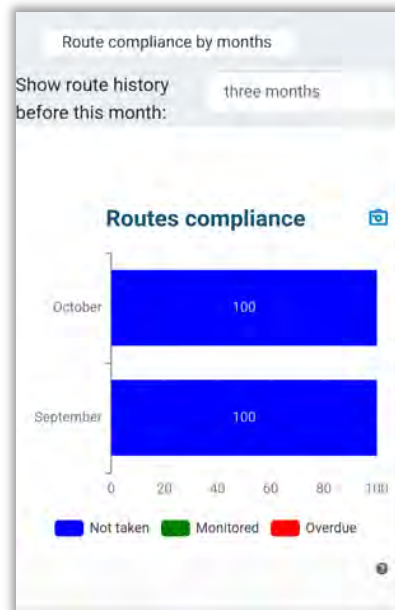 Route compliance by months
Show route history
before this month:
three months
Routes compliance
October
100
September
100
0 20 40 60 80 100
Not taken Monitored Overdue